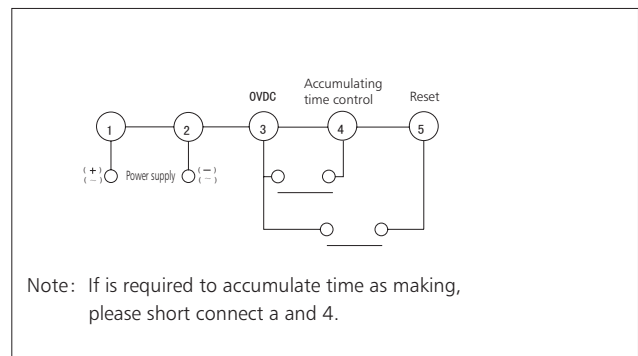 Accumulating
0VDC time control Reset
1 2 3 4 5
(+) Power supply (−)
(−) (−)
Note: If is required to accumulate time as making,
please short connect a and 4.